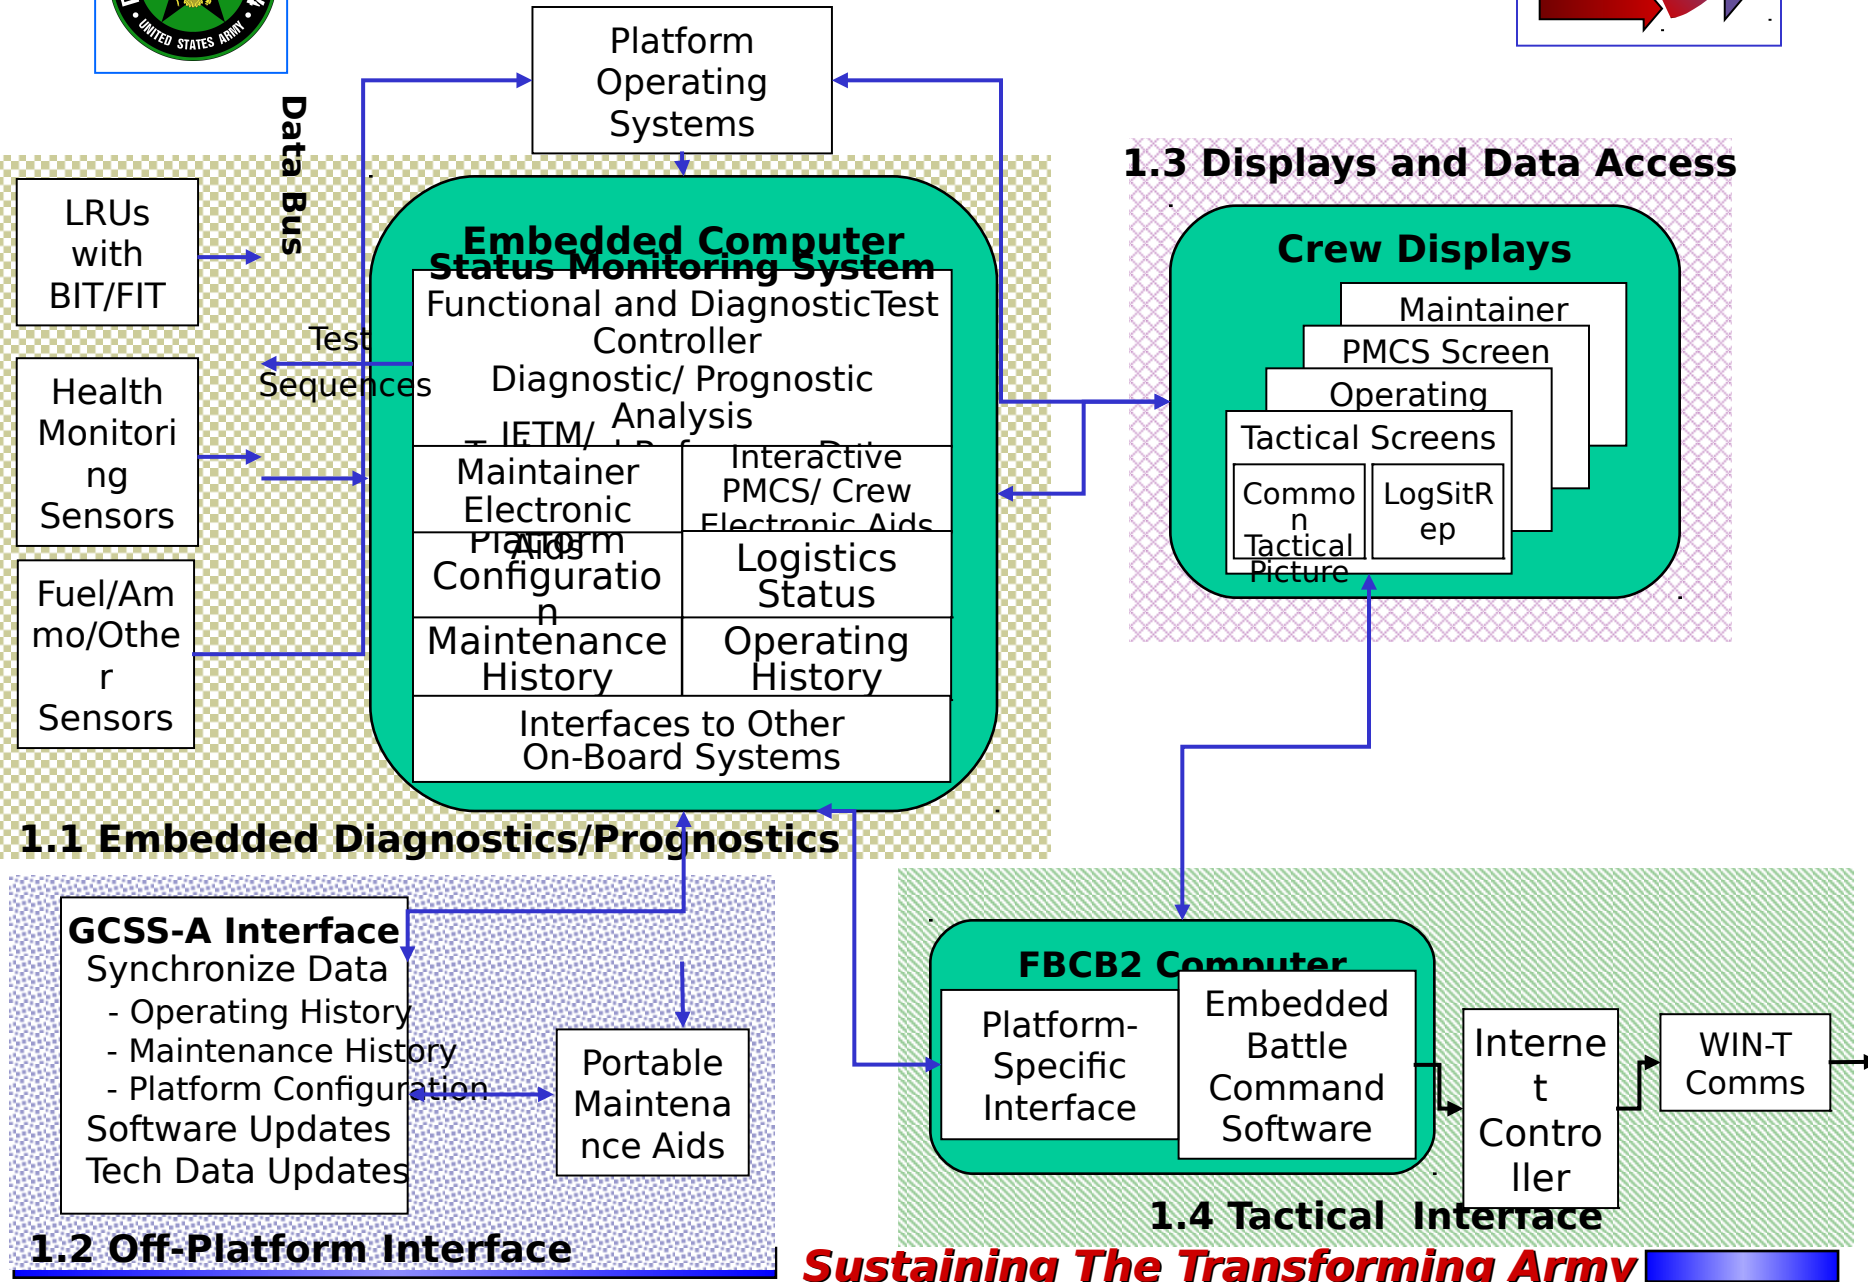 UNITED STATES ARMY
Platform
Operating
Systems
Data Bus
LRUs
with
BIT/FIT
Health
Monitori
ng
Sensors
Fuel/Am
mo/Othe
r
Sensors
Test
Sequences
Embedded Computer
Status Monitoring System
Functional and DiagnosticTest
Controller
Diagnostic/ Prognostic
Analysis
IETM/
Maintainer
Electronic
Aids
Interactive
PMCS/ Crew
Electronic Aids
Platform
Configuratio
n
Logistics
Status
Maintenance
History
Operating
History
Interfaces to Other
On-Board Systems
1.1 Embedded Diagnostics/Prognostics
1.3 Displays and Data Access
Crew Displays
Maintainer
PMCS Screen
Operating
Tactical Screens
Commo
n
Tactical
Picture
LogSitR
ep
GCSS-A Interface
Synchronize Data
- Operating History
- Maintenance History
- Platform Configuration
Software Updates
Tech Data Updates
Portable
Maintena
nce Aids
1.2 Off-Platform Interface
FBCB2 Computer
Platform-
Specific
Interface
Embedded
Battle
Command
Software
Interne
t
Contro
ller
WIN-T
Comms
1.4 Tactical  Interface
Sustaining The Transforming Army